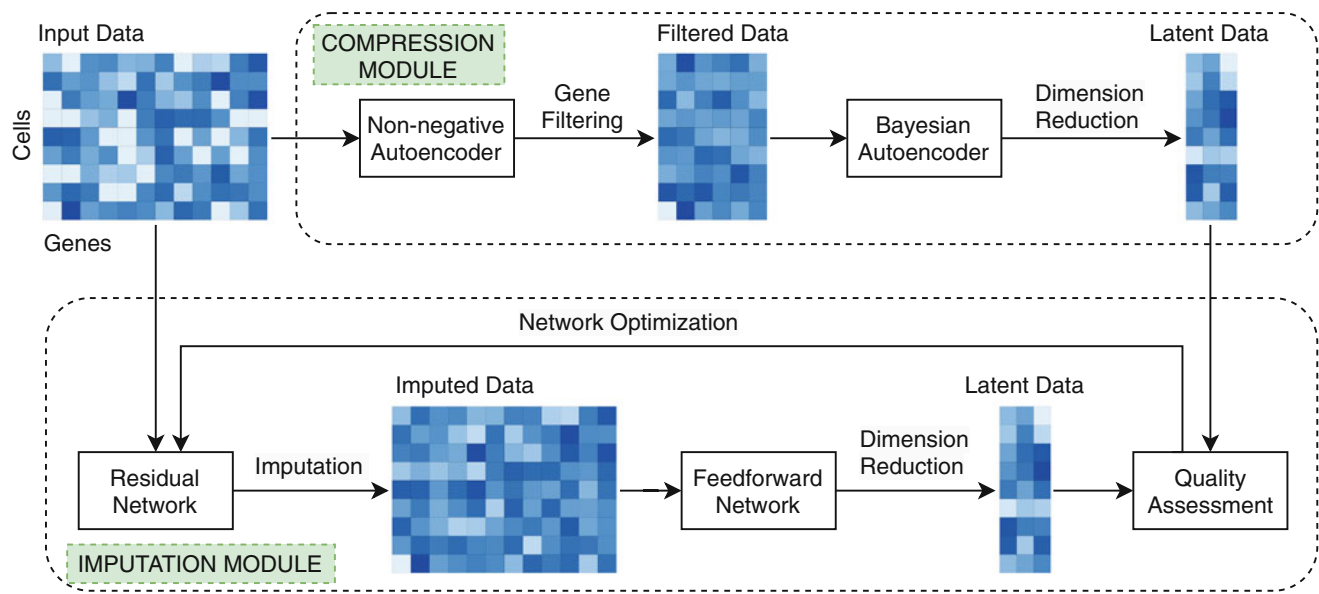 Input Data
COMPRESSION
MODULE
Filtered Data
Latent Data
Cells
Genes
Non-negative
Autoencoder
Gene
Filtering
Bayesian
Autoencoder
Dimension
Reduction
Network Optimization
Imputed Data
Latent Data
Residual
Network
Imputation
Feedforward
Network
Dimension
Reduction
Quality
Assessment
IMPUTATION MODULE